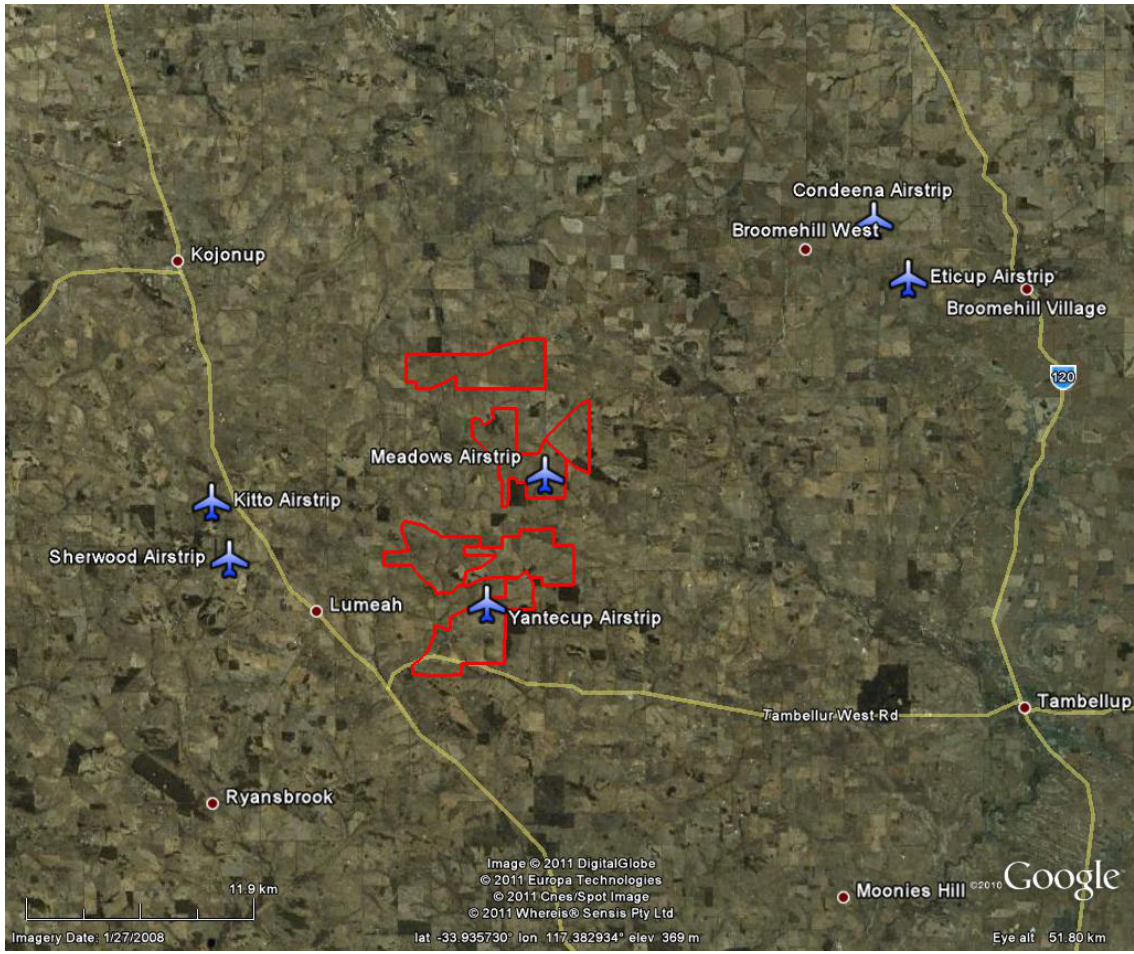 Condeena Airstrip
Broomehill West
Kojonup
Eticup Airstrip
Broomehill Village
120
Meadows Airstrip
Kitto Airstrip
Sherwood Airstrip
Lumeah
Yantecup Airstrip
Tambellup
Tambellur West Rd
Ryansbrook
Image © 2011 DigitalGlobe
© 2011 Europa Technologies
© 2011 Cnes/Spot Image
© 2011 Whereis® Sensis Pty Ltd
11.9 km
Moonies Hill
©2010 Google
Imagery Date: 1/27/2008
lat -33.935730° lon 117.382934° elev 369 m
Eye alt 51.80 km